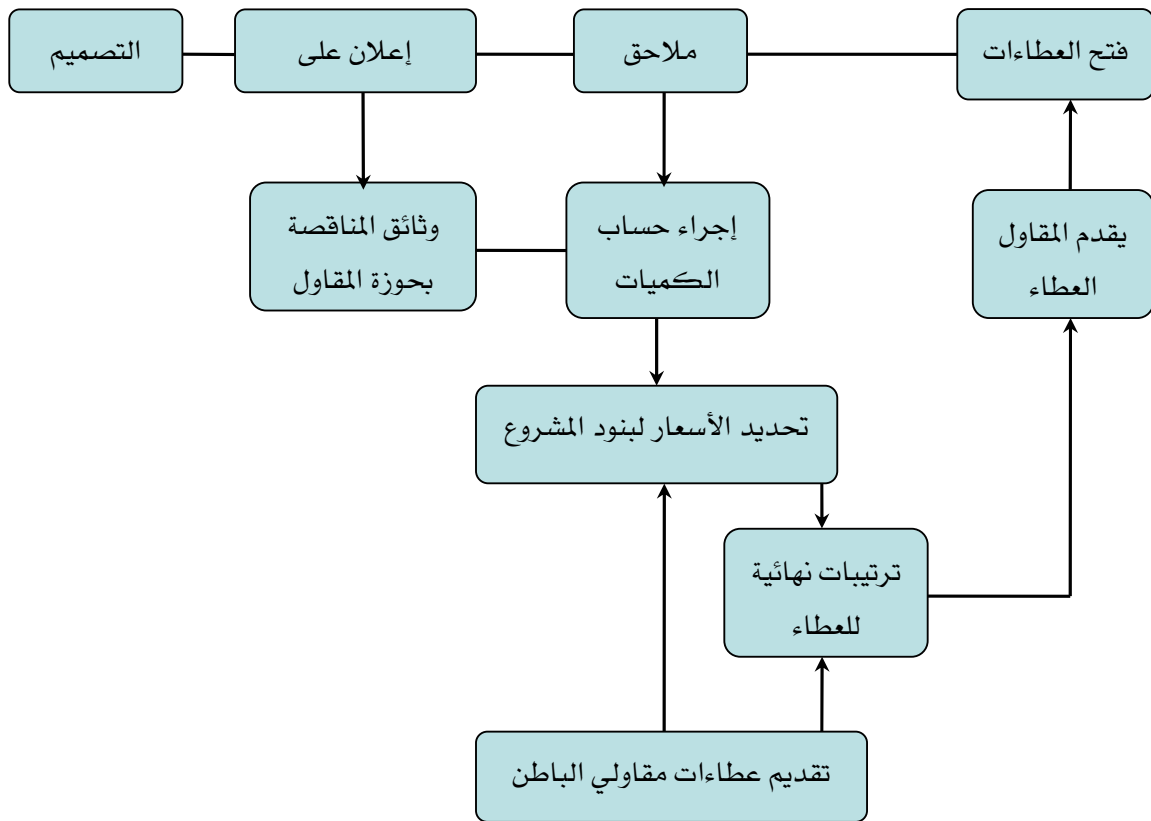 التصميم
إعلان على
ملاحق
فتح العطاءات
وثائق المناقصة
بحوزة المقاول
إجراء حساب
الكميات
يقدم المقاول
العطاء
تحديد الأسعار لبنود المشروع
ترتيبات نهائية
للعطاء
تقديم عطاءات مقاولي الباطن